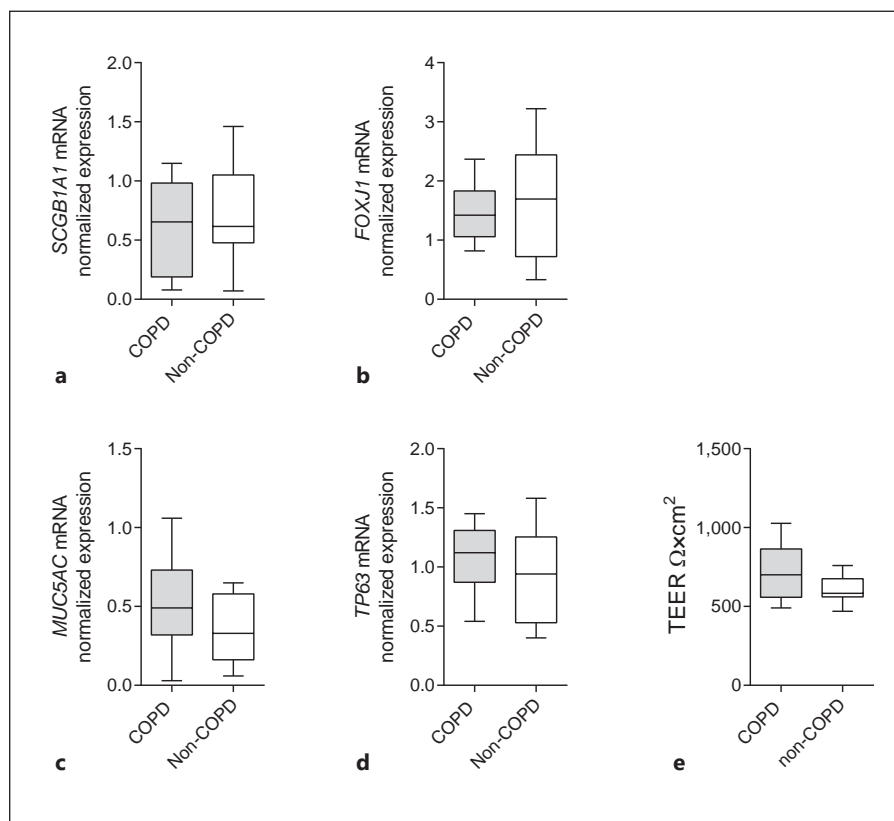 SCGB1A1 mRNA
normalized expression
2.0
1.5
1.0
0.5
0.0
COPD
Non-COPD
a
FOXJ1 mRNA
normalized expression
4
3
2
1
0
COPD
Non-COPD
b
MUC5AC mRNA
normalized expression
1.5
1.0
0.5
0.0
COPD
Non-COPD
c
TP63 mRNA
normalized expression
2.0
1.5
1.0
0.5
0.0
COPD
Non-COPD
d
TEER Ω×cm²
1,500
1,000
500
0
COPD
non-COPD
e